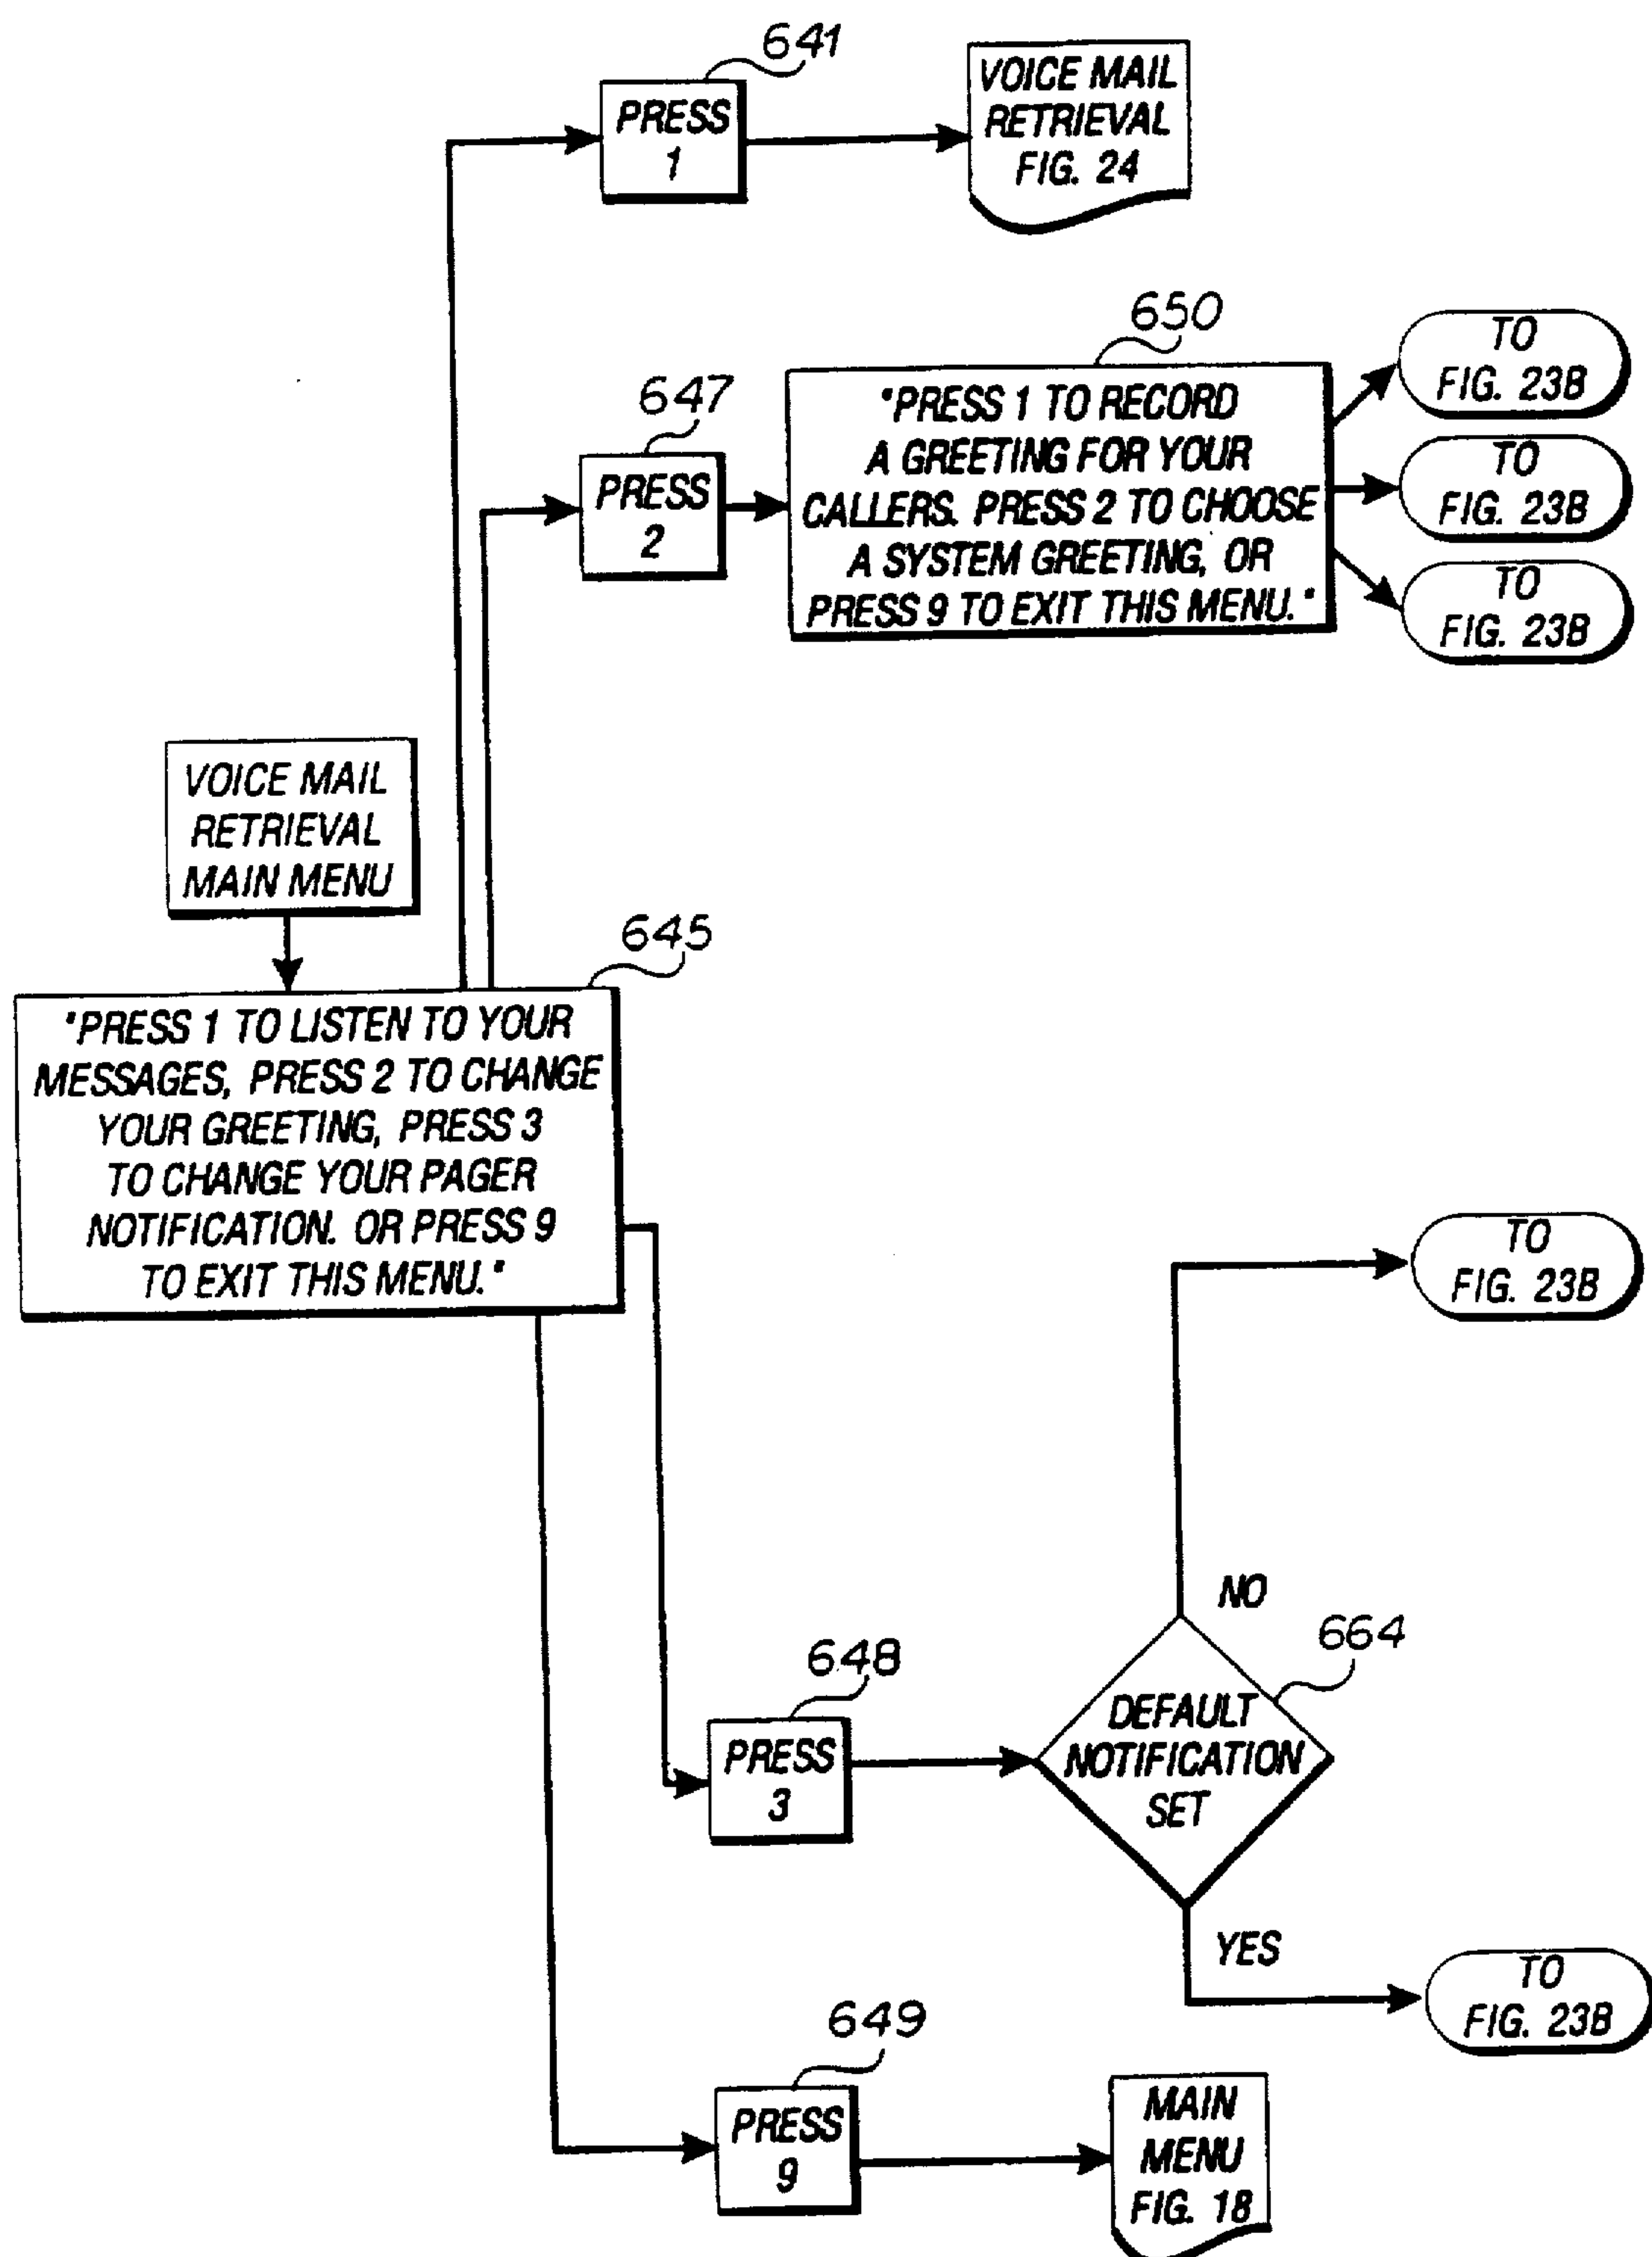 641
PRESS
1
VOICE MAIL
RETRIEVAL
FIG. 24
650
647
PRESS
2
"PRESS 1 TO RECORD
A GREETING FOR YOUR
CALLERS. PRESS 2 TO CHOOSE
A SYSTEM GREETING, OR
PRESS 9 TO EXIT THIS MENU."
TO
FIG. 23B
TO
FIG. 23B
TO
FIG. 23B
VOICE MAIL
RETRIEVAL
MAIN MENU
645
"PRESS 1 TO LISTEN TO YOUR
MESSAGES, PRESS 2 TO CHANGE
YOUR GREETING, PRESS 3
TO CHANGE YOUR PAGER
NOTIFICATION. OR PRESS 9
TO EXIT THIS MENU."
TO
FIG. 23B
NO
664
648
PRESS
3
DEFAULT
NOTIFICATION
SET
YES
TO
FIG. 23B
649
PRESS
9
MAIN
MENU
FIG. 18